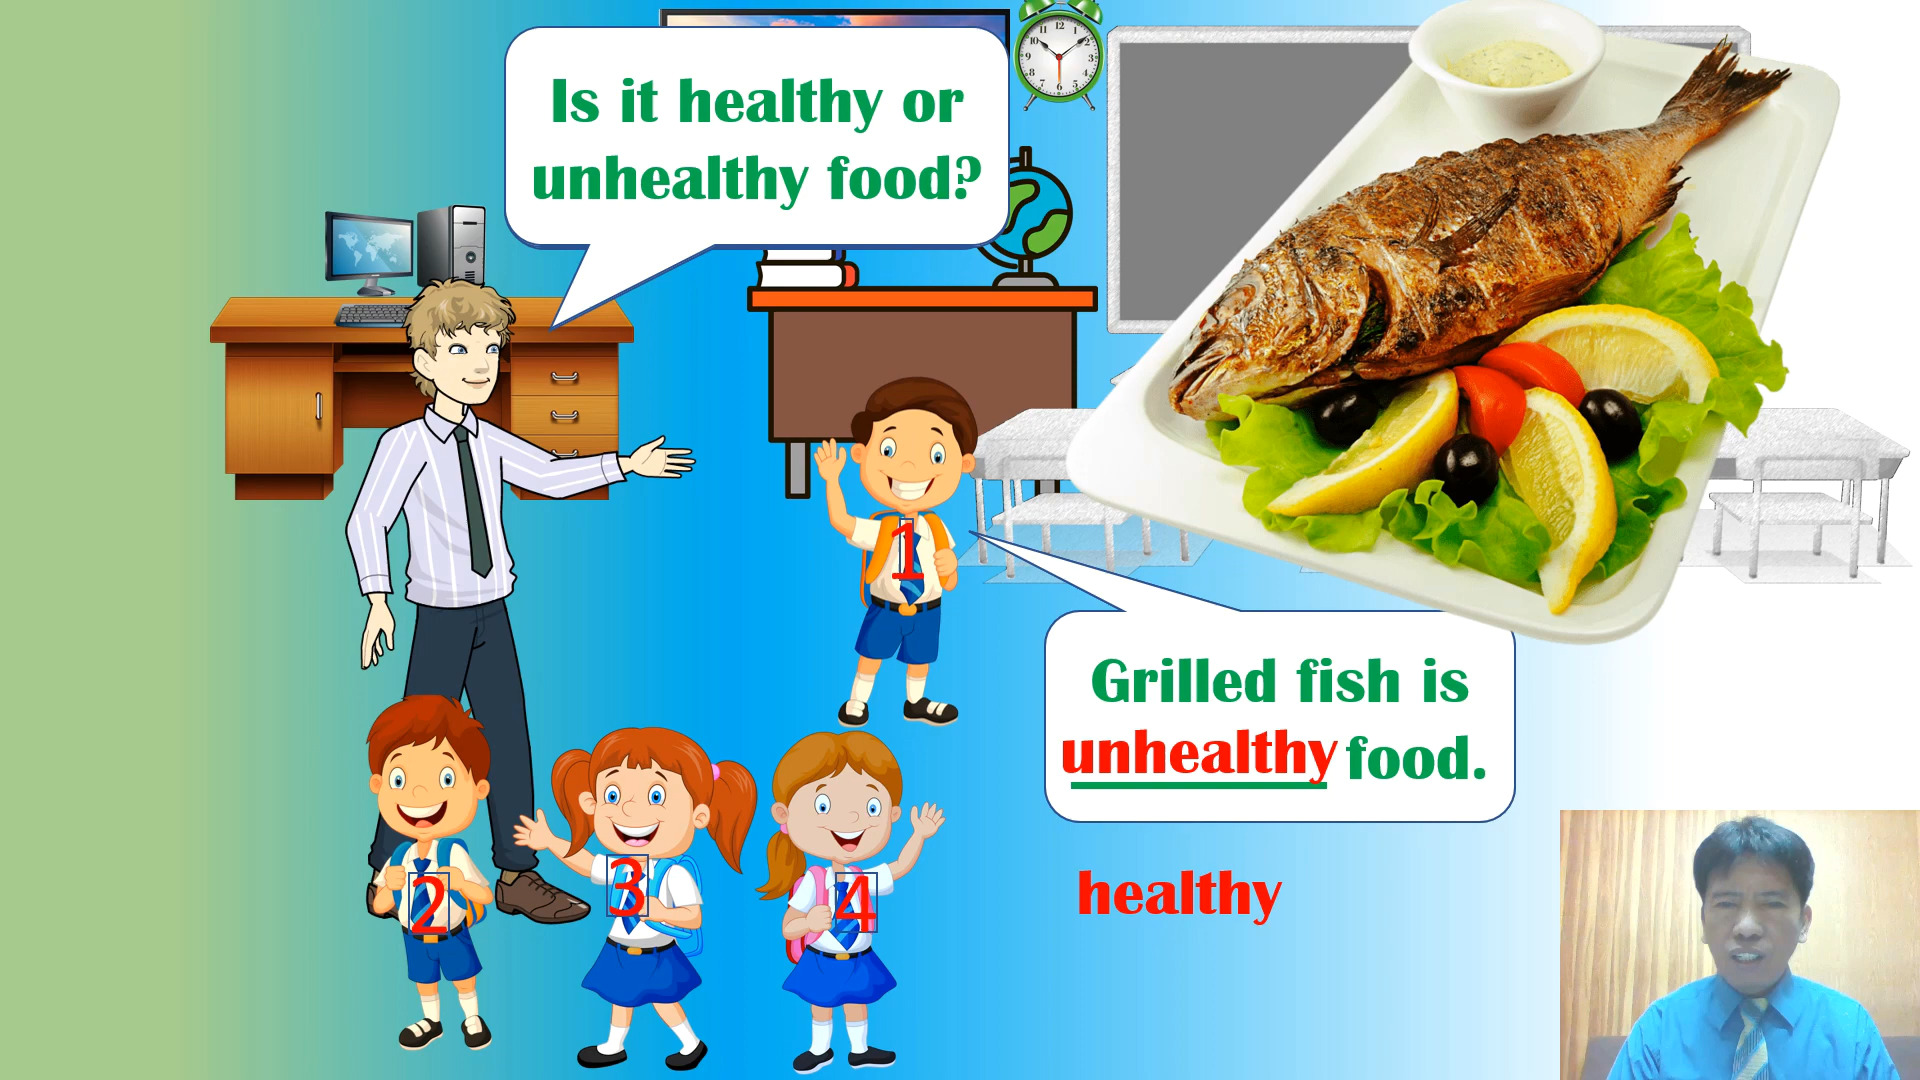 Is it healthy or
unhealthy food?
1
Grilled fish is
unhealthy food.
healthy
2
3
4